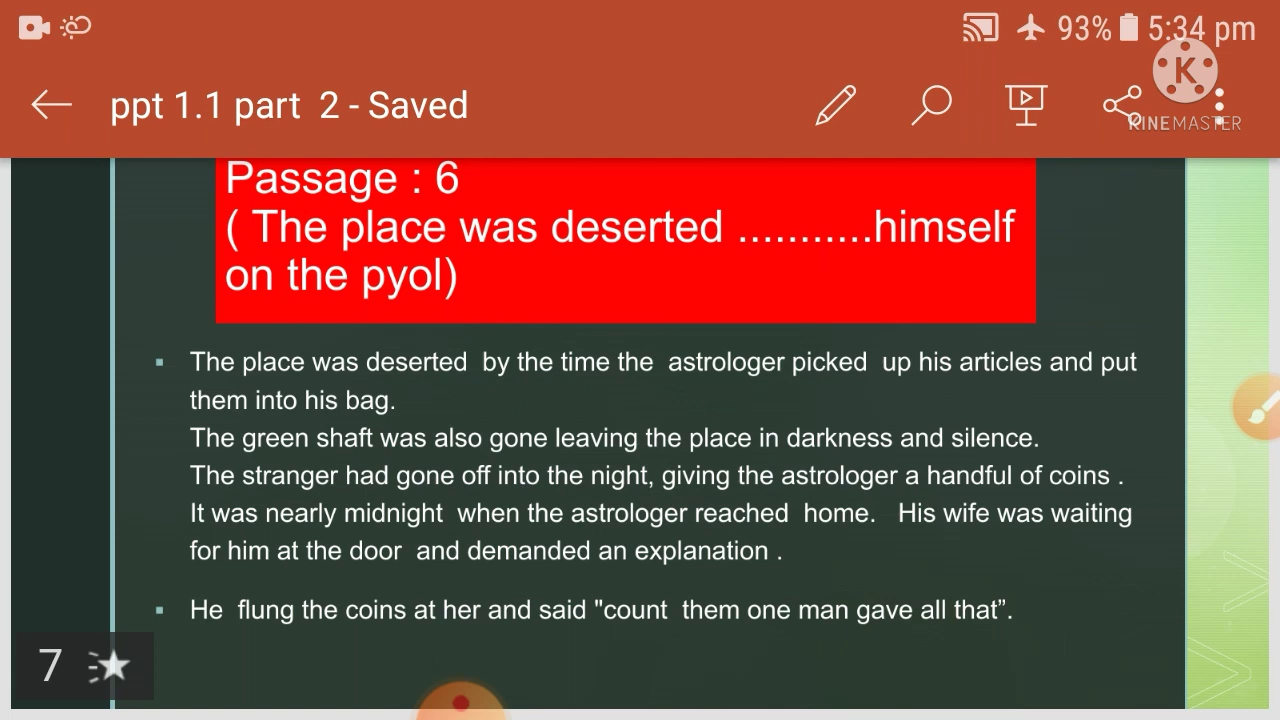 93% 5:34 pm
K
KINEMASTER
ppt 1.1 part 2 - Saved
Passage : 6
( The place was deserted ...........himself
on the pyol)
▪ The place was deserted by the time the astrologer picked up his articles and put
them into his bag.
The green shaft was also gone leaving the place in darkness and silence.
The stranger had gone off into the night, giving the astrologer a handful of coins .
It was nearly midnight when the astrologer reached home. His wife was waiting
for him at the door and demanded an explanation .
▪ He flung the coins at her and said "count them one man gave all that”.
7